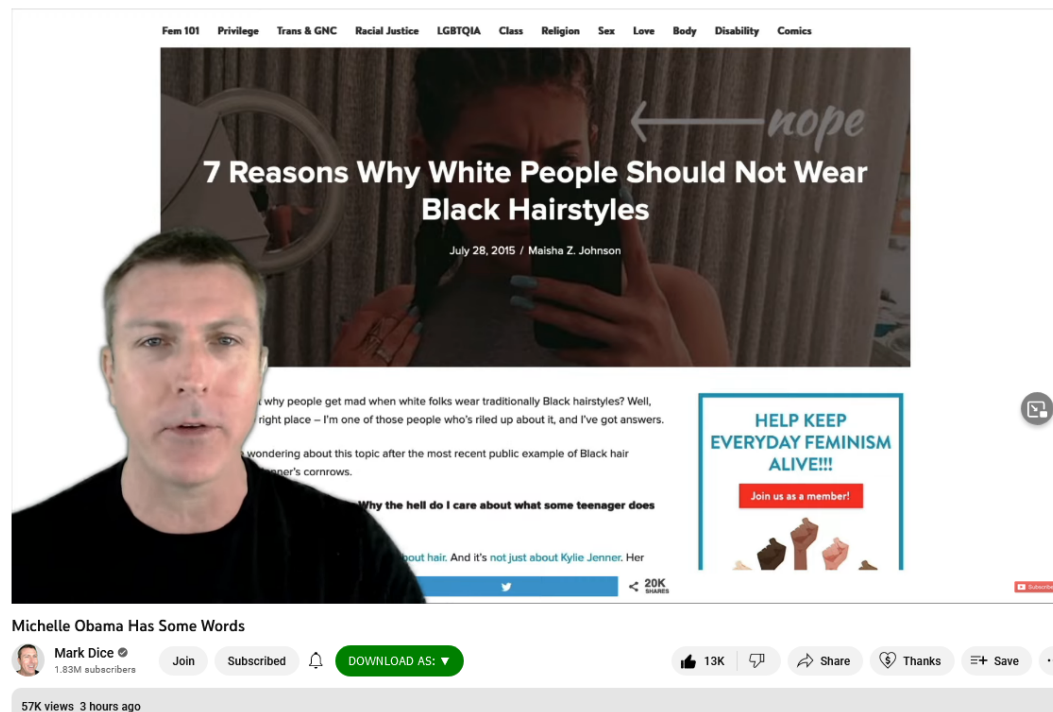 Fem 101 Privilege Trans & GNC Racial Justice LGBTQIA Class Religion Sex Love Body Disability Comics
nope
7 Reasons Why White People Should Not Wear
Black Hairstyles
July 28, 2015 / Maisha Z. Johnson
why people get mad when white folks wear traditionally Black hairstyles? Well,
right place – I'm one of those people who's riled up about it, and I've got answers.
wondering about this topic after the most recent public example of Black hair
cornrows.
Why the hell do I care about what some teenager does
hair. And it's not just about Kylie Jenner. Her
HELP KEEP
EVERYDAY FEMINISM
ALIVE!!!
Join us as a member!
20K
SHARES
Subscribe
Michelle Obama Has Some Words
Mark Dice
1.83M subscribers
Join
Subscribed
DOWNLOAD AS: ▼
13K
Share
Thanks
Save
57K views 3 hours ago